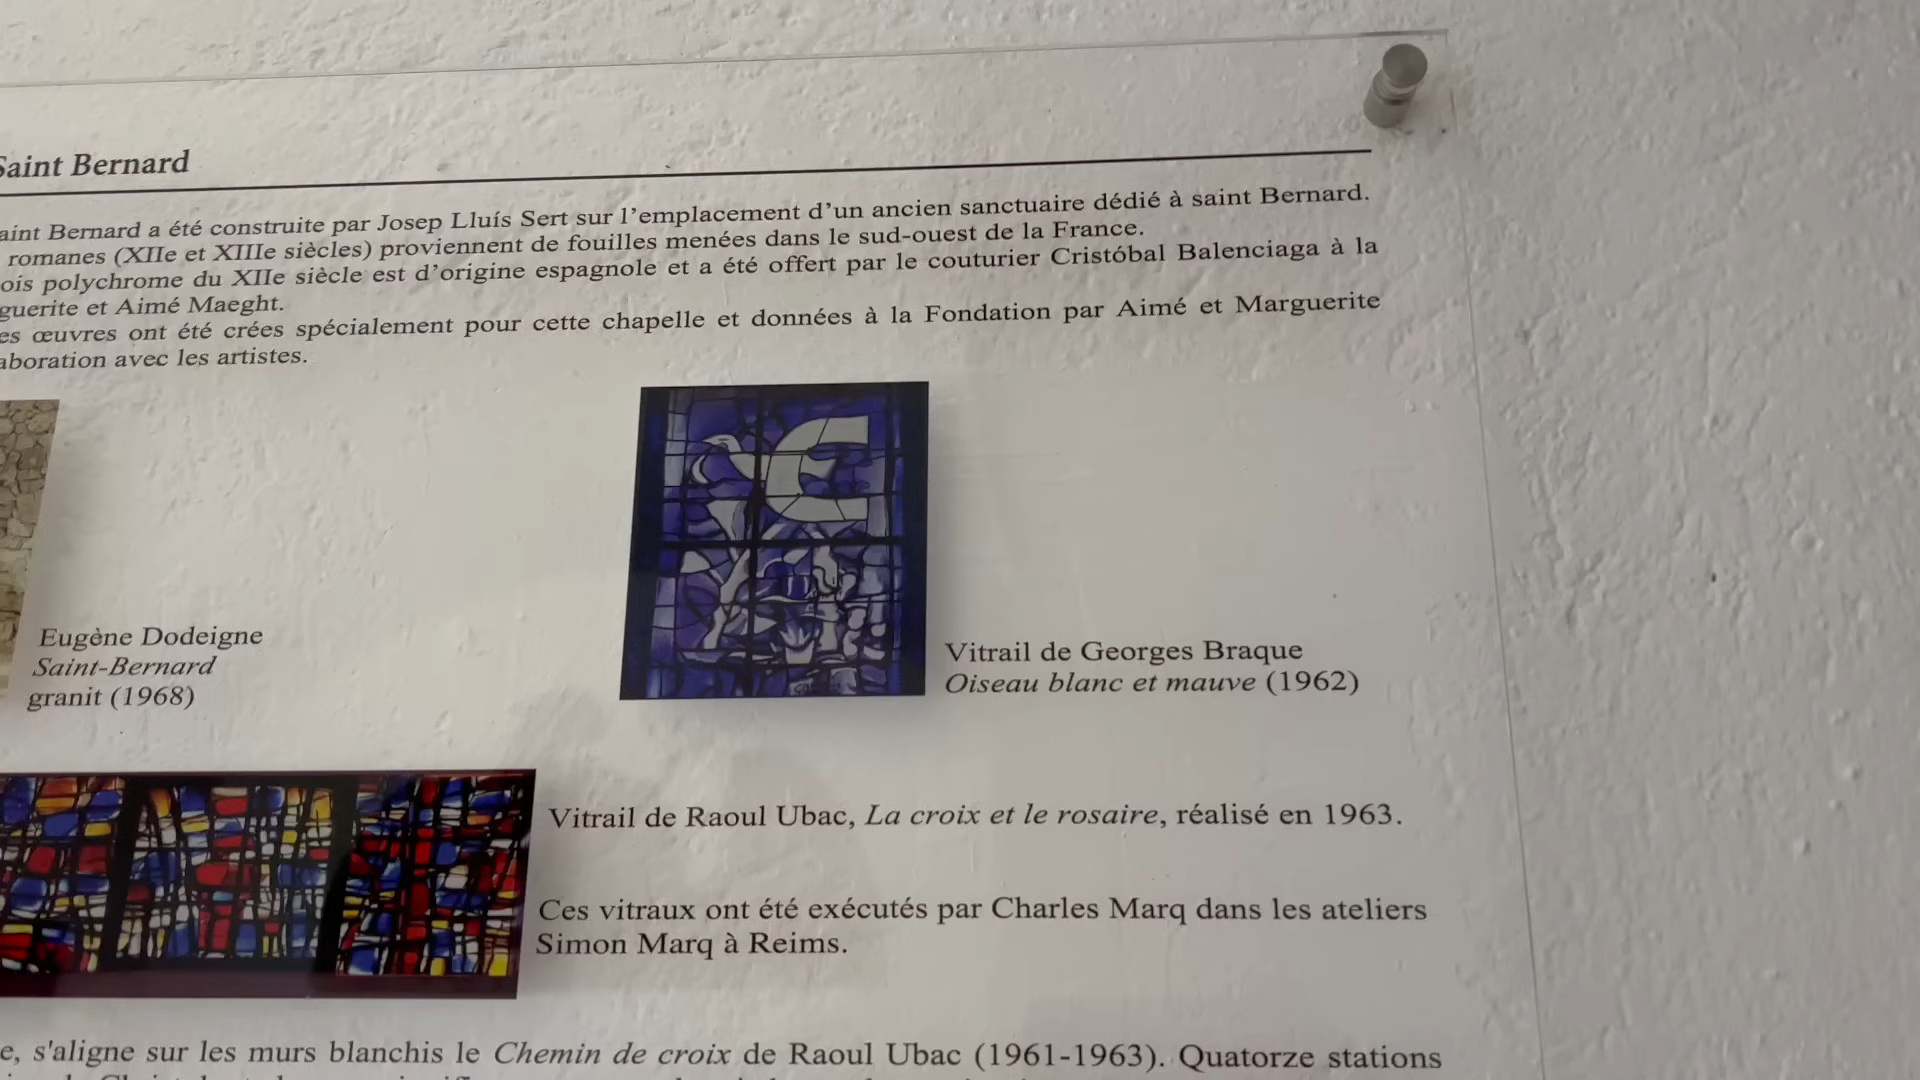 Saint Bernard
aint Bernard a été construite par Josep Lluís Sert sur l’emplacement d’un ancien sanctuaire dédié à saint Bernard.
romanes (XIIe et XIIIe siècles) proviennent de fouilles menées dans le sud-ouest de la France.
ois polychrome du XIIe siècle est d’origine espagnole et a été offert par le couturier Cristóbal Balenciaga à la
guerite et Aimé Maeght.
es œuvres ont été crées spécialement pour cette chapelle et données à la Fondation par Aimé et Marguerite
aboration avec les artistes.
Eugène Dodeigne
Saint-Bernard
granit (1968)
Vitrail de Georges Braque
Oiseau blanc et mauve (1962)
Vitrail de Raoul Ubac, La croix et le rosaire, réalisé en 1963.
Ces vitraux ont été exécutés par Charles Marq dans les ateliers
Simon Marq à Reims.
e, s'aligne sur les murs blanchis le Chemin de croix de Raoul Ubac (1961-1963). Quatorze stations